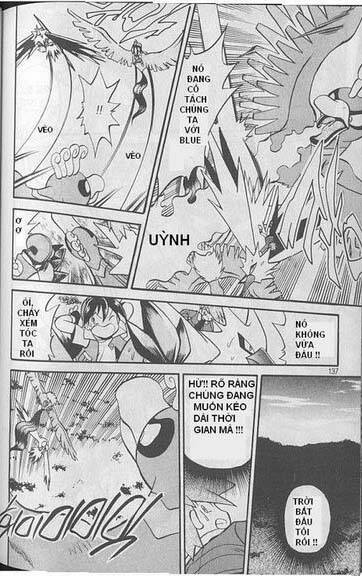 NÓ
ĐANG
CÓ
TÁCH
CHÚNG
TA
VỚI
BLUE
!!
VÈO
VÈO
UỲNH
Ơ
Ơ
NÓ
KHÔNG
VỪA
ĐÂU !!
ÔI,
CHÁY
XÉM
TÓC
TA
RỒI
137
HỪ!! RÕ RÀNG
CHÚNG ĐANG
MUỐN KÉO
DÀI THỜI
GIAN MÀ !!!
TRỜI
BẮT
ĐẦU
TỐI
RỒI !!